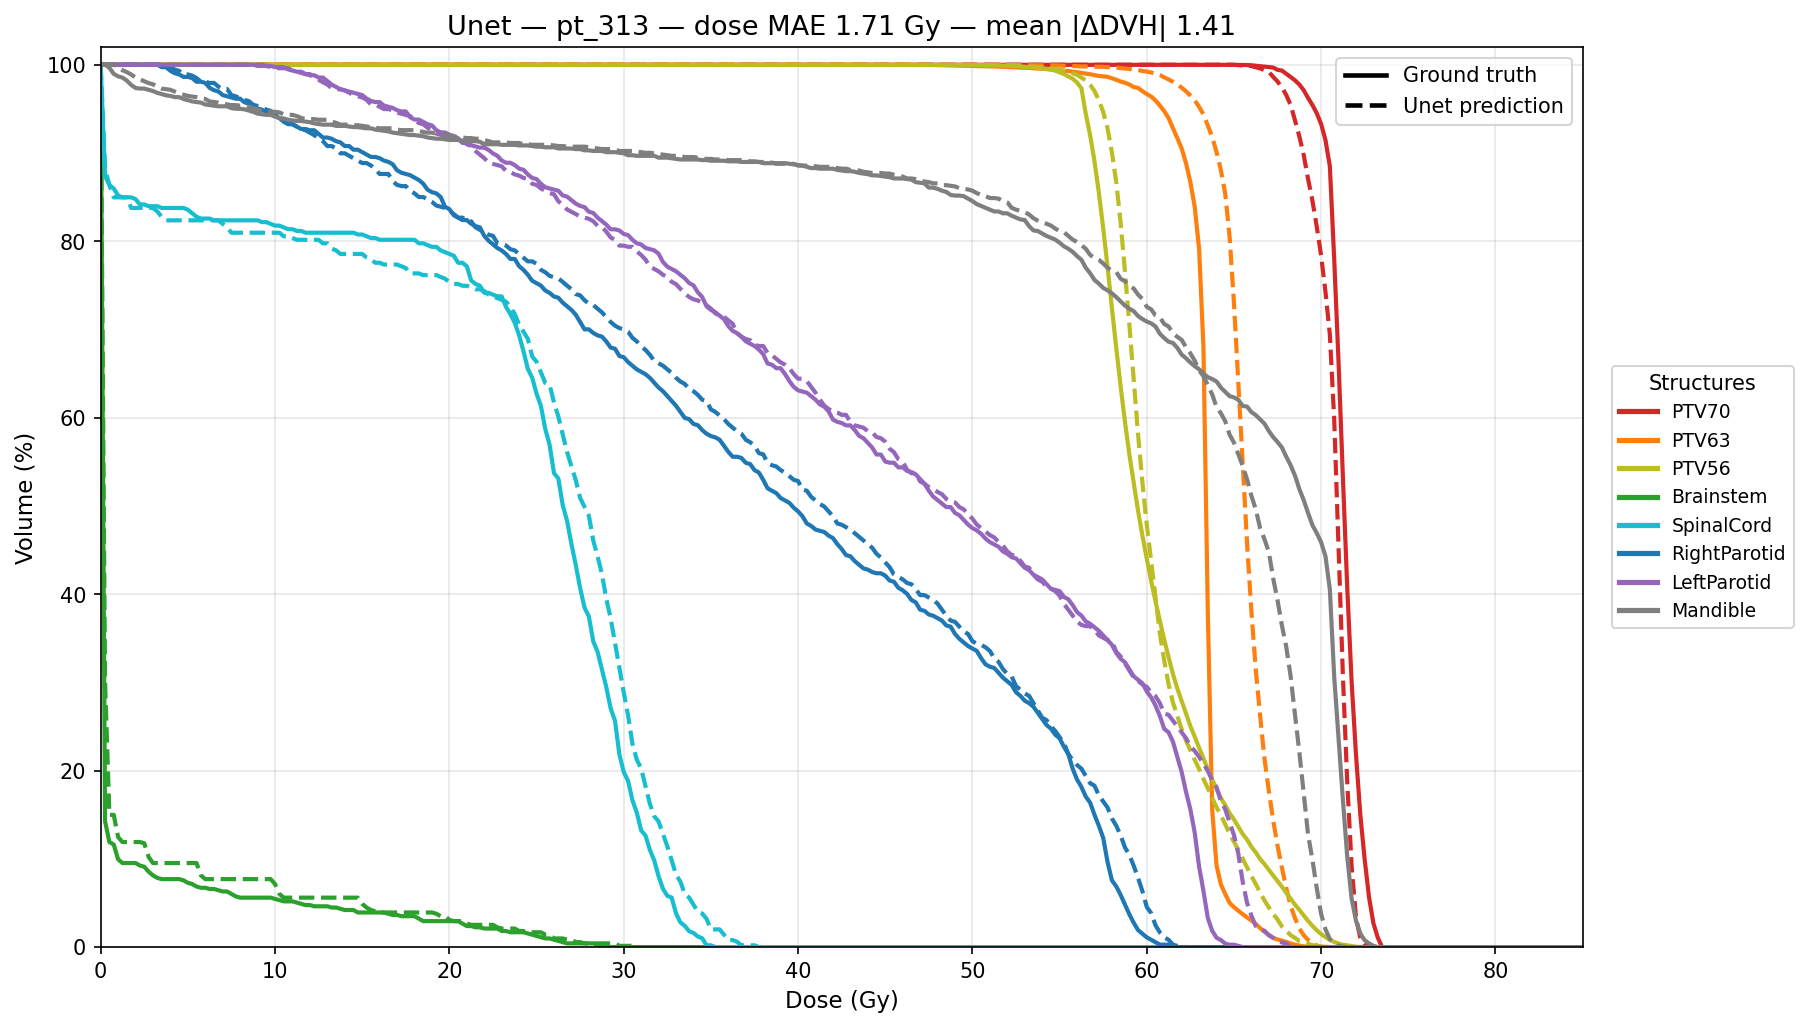 Unet — pt_313 — dose MAE 1.71 Gy — mean |ΔDVH| 1.41
Ground truth
Unet prediction
Volume (%)
100
80
60
40
20
0
0 10 20 30 40 50 60 70 80
Dose (Gy)
Structures
PTV70
PTV63
PTV56
Brainstem
SpinalCord
RightParotid
LeftParotid
Mandible